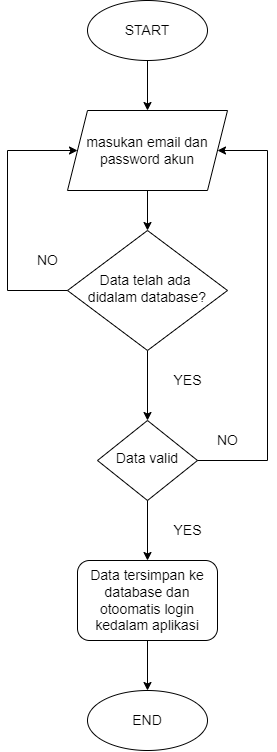 START
masukan email dan
password akun
NO
Data telah ada
didalam database?
YES
Data valid
NO
YES
Data tersimpan ke
database dan
otoomatis login
kedalam aplikasi
END